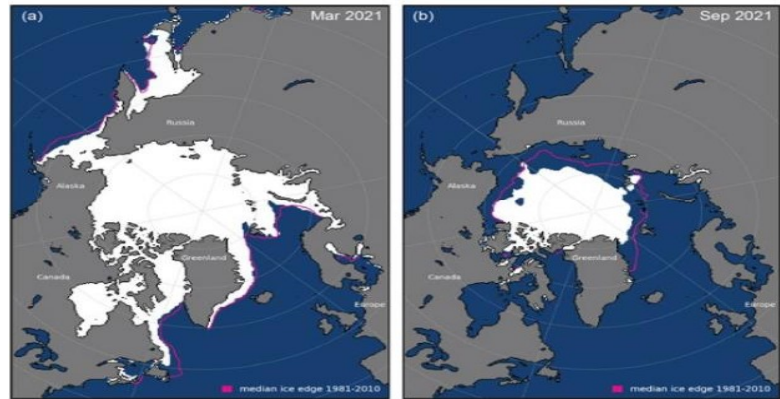 (a) Mar 2021
Russia
Alaska
Greenland
Canada
Europe
median ice edge 1981-2010
(b) Sep 2021
Russia
Alaska
Greenland
Canada
Europe
median ice edge 1981-2010